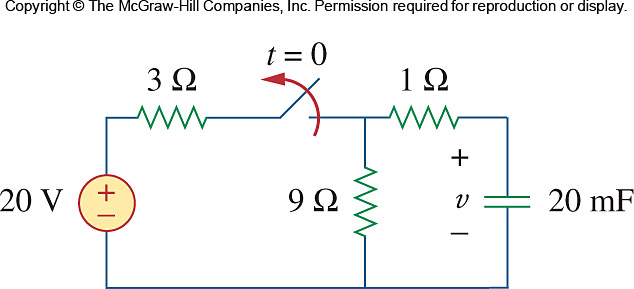 Copyright © The McGraw-Hill Companies, Inc. Permission required for reproduction or display.
t = 0
3 Ω
1 Ω
20 V
+
−
9 Ω
+
v
−
20 mF